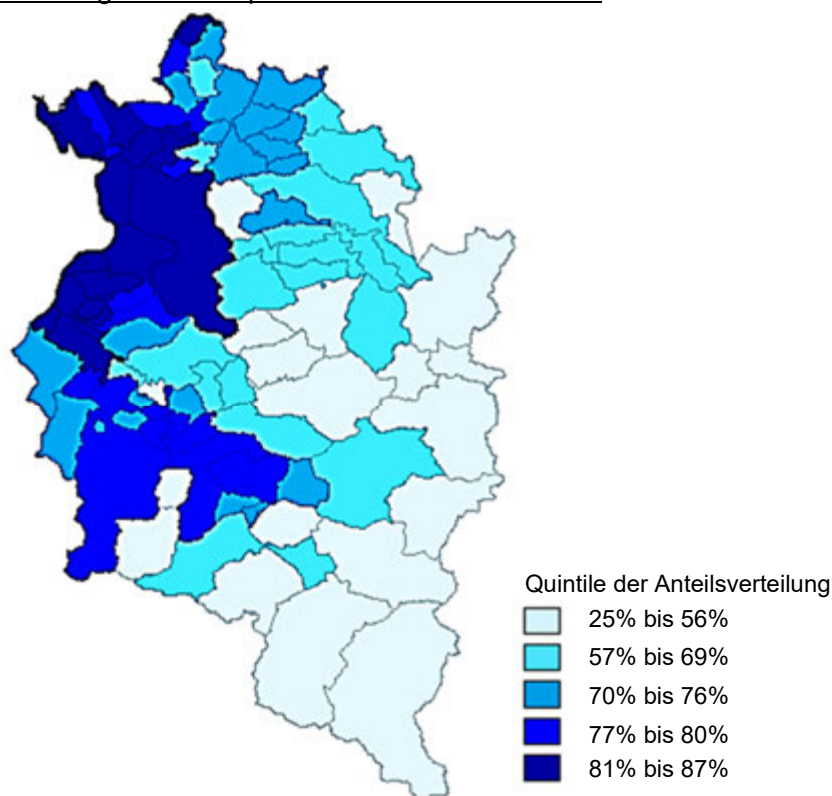 Quintile der Anteilsverteilung
25% bis 56%
57% bis 69%
70% bis 76%
77% bis 80%
81% bis 87%